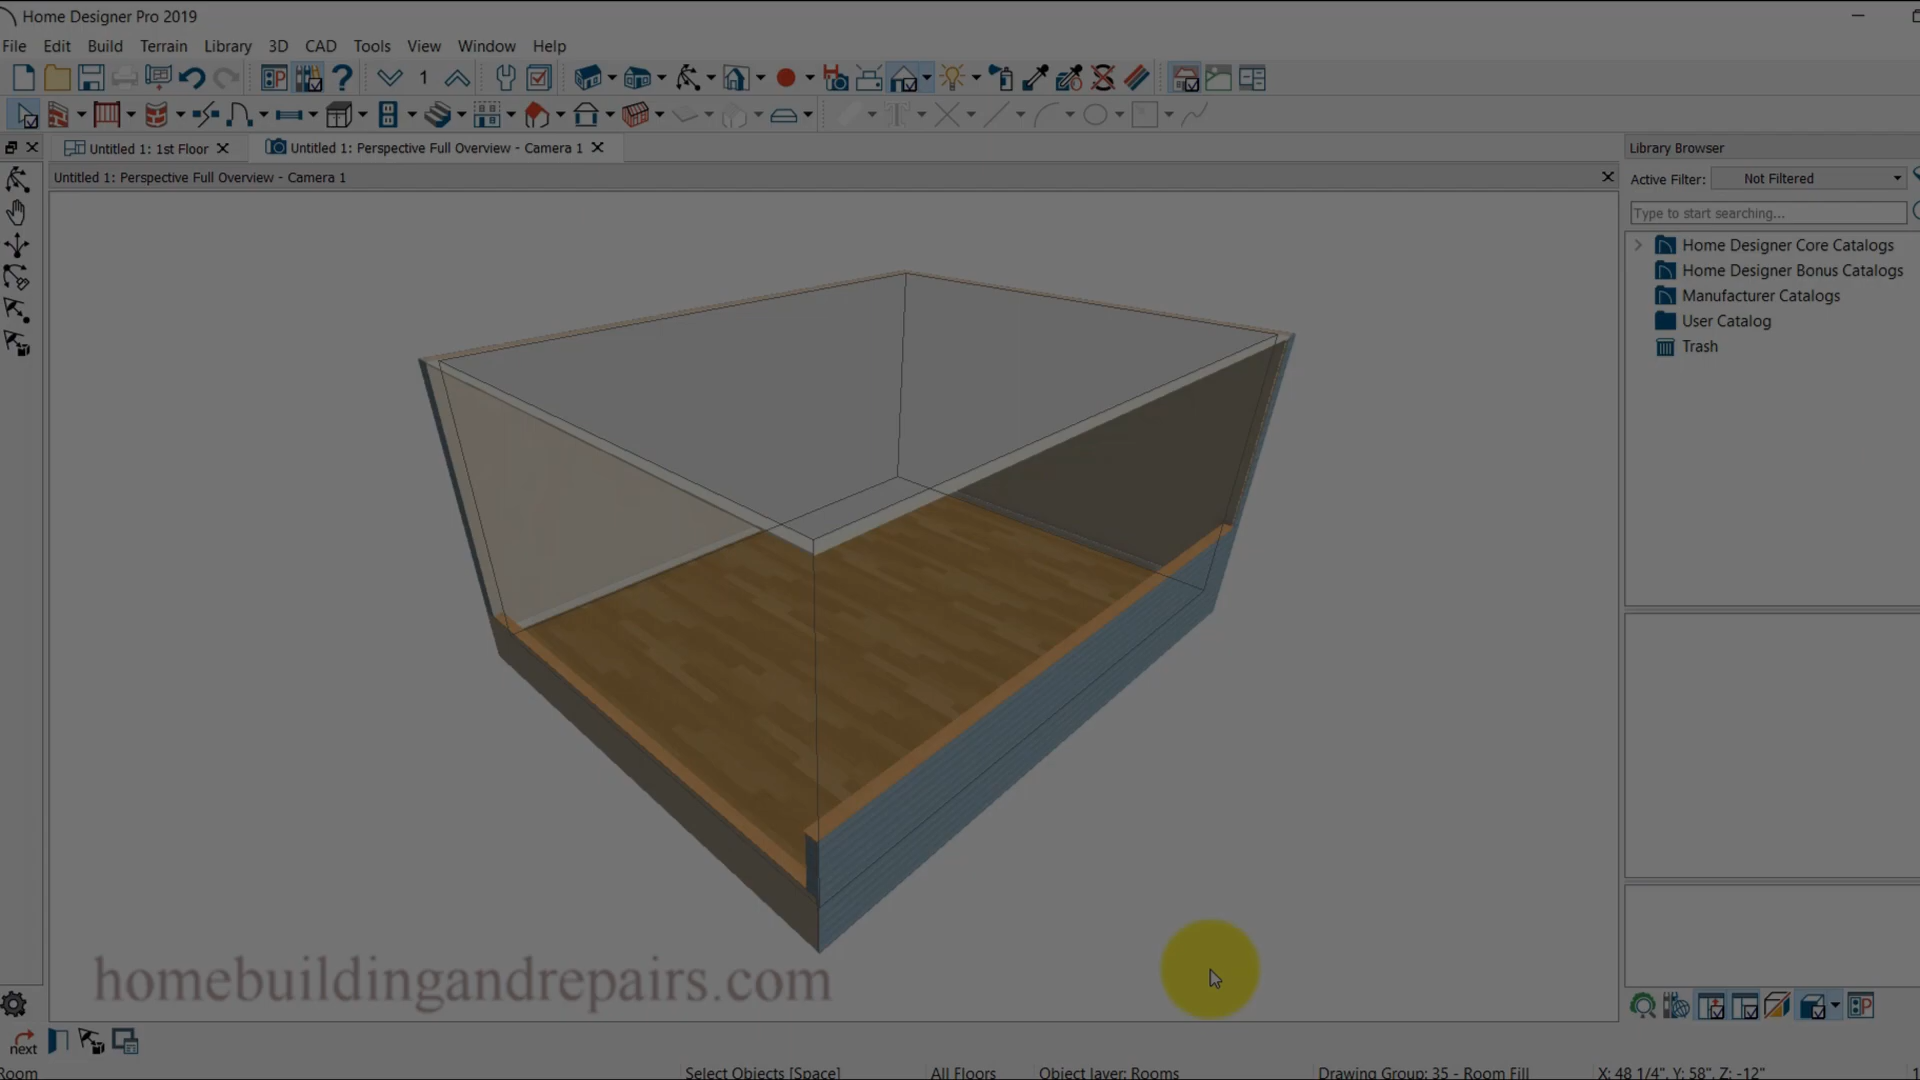 Home Designer Pro 2019
File Edit Build Terrain Library 3D CAD Tools View Window Help
1
Untitled 1: 1st Floor
Untitled 1: Perspective Full Overview - Camera 1
Untitled 1: Perspective Full Overview - Camera 1
Library Browser
Active Filter: Not Filtered
Type to start searching...
Home Designer Core Catalogs
Home Designer Bonus Catalogs
Manufacturer Catalogs
User Catalog
Trash
homebuildingandrepairs.com
next
Room Select Objects [Space] All Floors Object layer: Rooms Drawing Group: 35 - Room Fill X: 48 1/4", Y: 58", Z: -12"